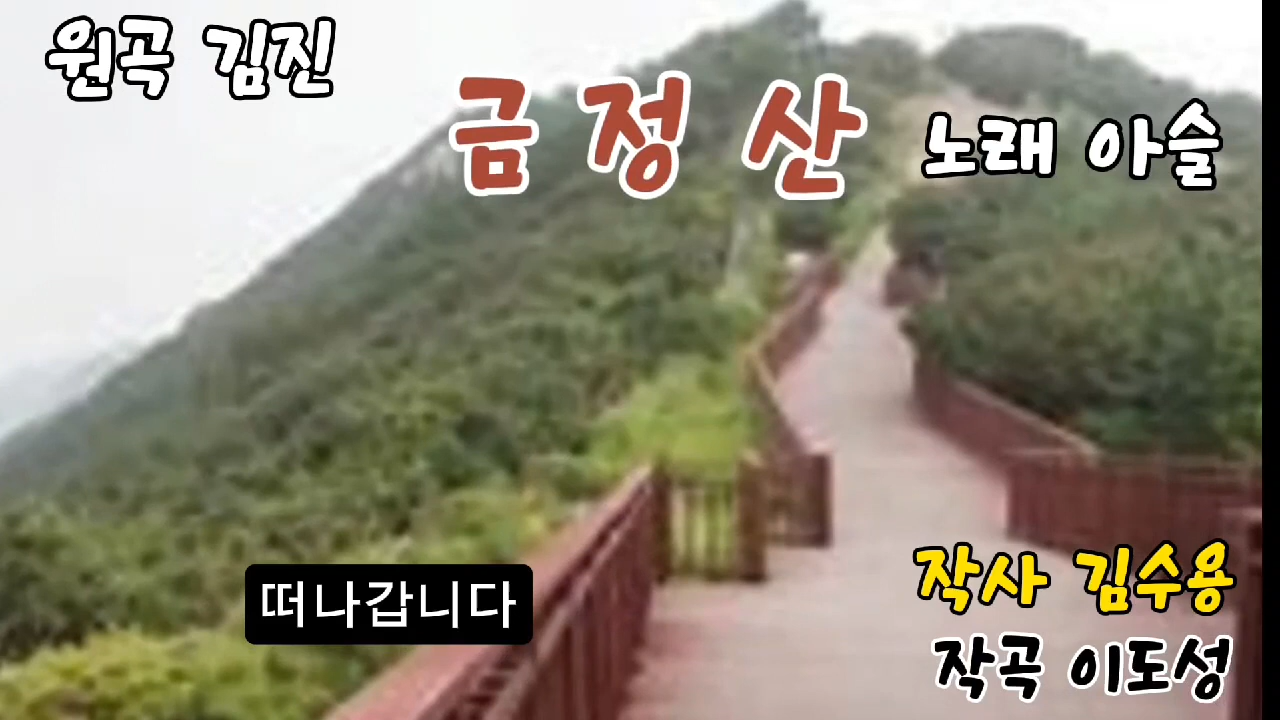 원곡 김진
금정산
노래 아슬
떠나갑니다
작사 김수용
작곡 이도성